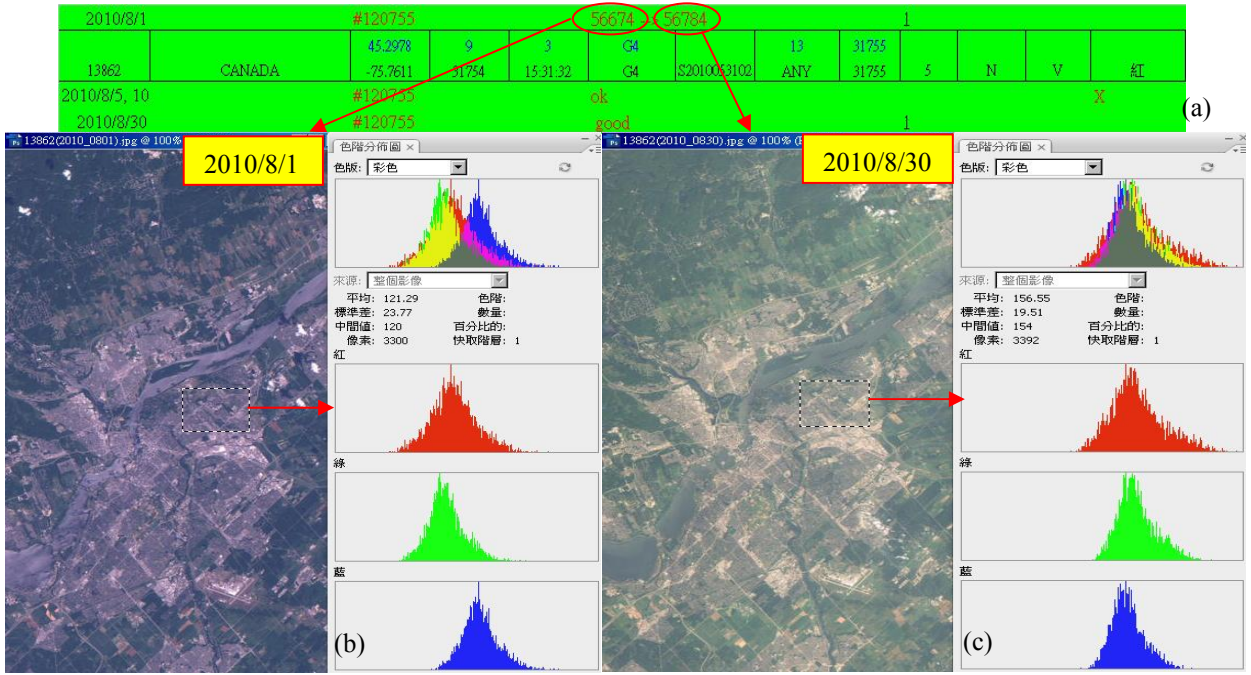 2010/8/1 #120755 56674 --> 56784 1
45.2978 9 3 G4 13 31755
13862 CANADA -75.7611 31754 15:31:32 G4 S2010053102 ANY 31755 5 N V 紅
2010/8/5, 10 #120755 ok X
(a)
2010/8/30 #120755 good 1
13862(2010_0801).jpg @ 100%
2010/8/1
色階分佈圖 ×
色版: 彩色
來源: 整個影像
平均: 121.29 色階:
標準差: 23.77 數量:
中間值: 120 百分比的:
像素: 3300 快取階層: 1
紅
綠
藍
(b)
13862(2010_0830).jpg @ 100% (
2010/8/30
色階分佈圖 ×
色版: 彩色
來源: 整個影像
平均: 156.55 色階:
標準差: 19.51 數量:
中間值: 154 百分比的:
像素: 3392 快取階層: 1
紅
綠
藍
(c)